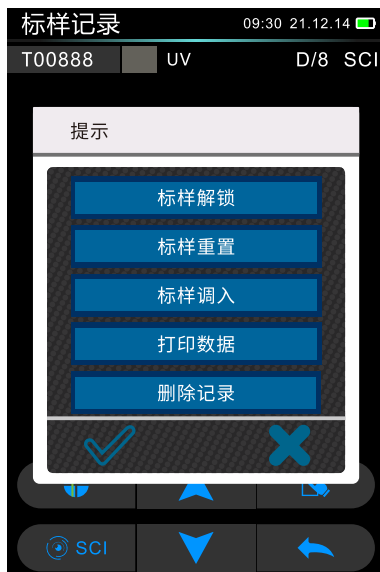 标样记录 09:30 21.12.14
T00888 UV D/8 SCI
提示
标样解锁
标样重置
标样调入
打印数据
删除记录
SCI